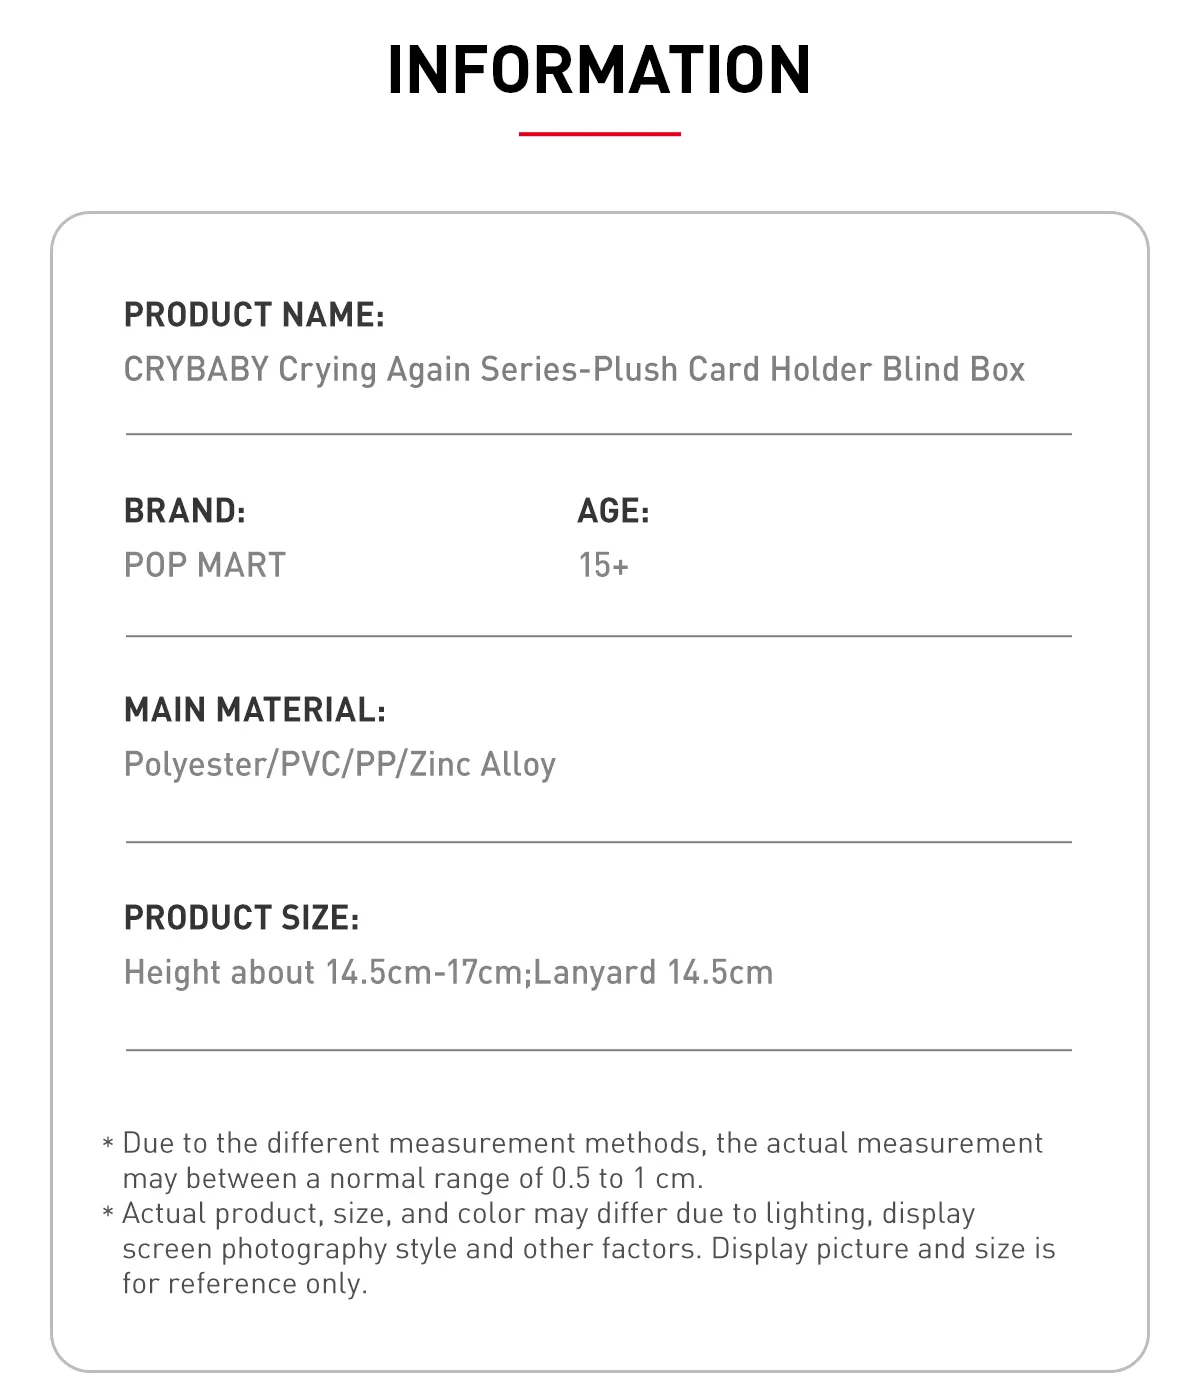 INFORMATION
PRODUCT NAME:
CRYBABY Crying Again Series-Plush Card Holder Blind Box
BRAND:
POP MART
AGE:
15+
MAIN MATERIAL:
Polyester/PVC/PP/Zinc Alloy
PRODUCT SIZE:
Height about 14.5cm-17cm;Lanyard 14.5cm
* Due to the different measurement methods, the actual measurement
may between a normal range of 0.5 to 1 cm.
* Actual product, size, and color may differ due to lighting, display
screen photography style and other factors. Display picture and size is
for reference only.